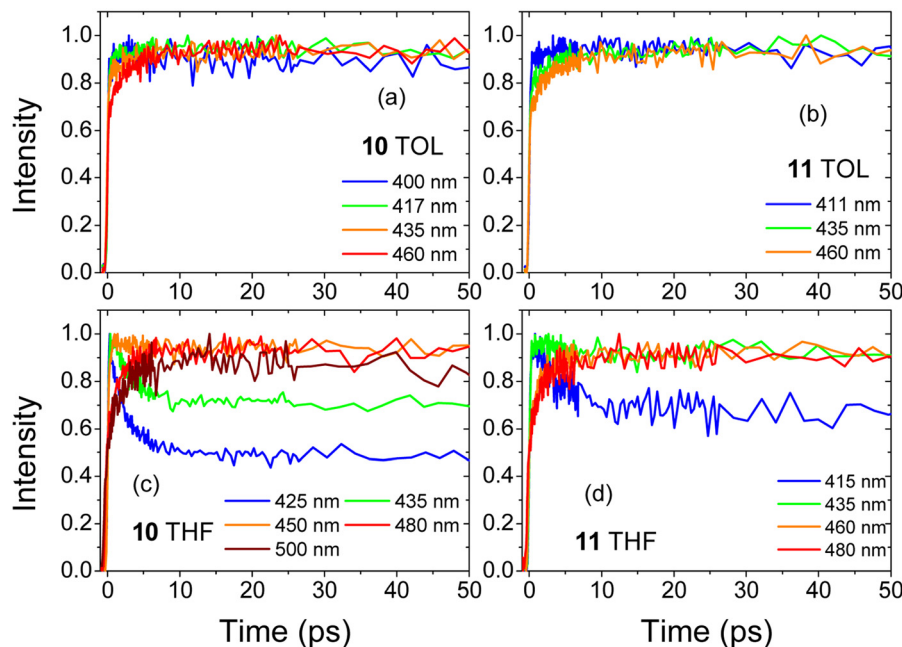 Intensity
1.0
0.8
0.6
0.4
0.2
0.0
0 10 20 30 40 50
(a)
10 TOL
400 nm
417 nm
435 nm
460 nm
1.0
0.8
0.6
0.4
0.2
0.0
0 10 20 30 40 50
(b)
11 TOL
411 nm
435 nm
460 nm
Intensity
1.0
0.8
0.6
0.4
0.2
0.0
0 10 20 30 40 50
(c)
10 THF
425 nm 435 nm
450 nm 480 nm
500 nm
Time (ps)
1.0
0.8
0.6
0.4
0.2
0.0
0 10 20 30 40 50
(d)
11 THF
415 nm
435 nm
460 nm
480 nm
Time (ps)